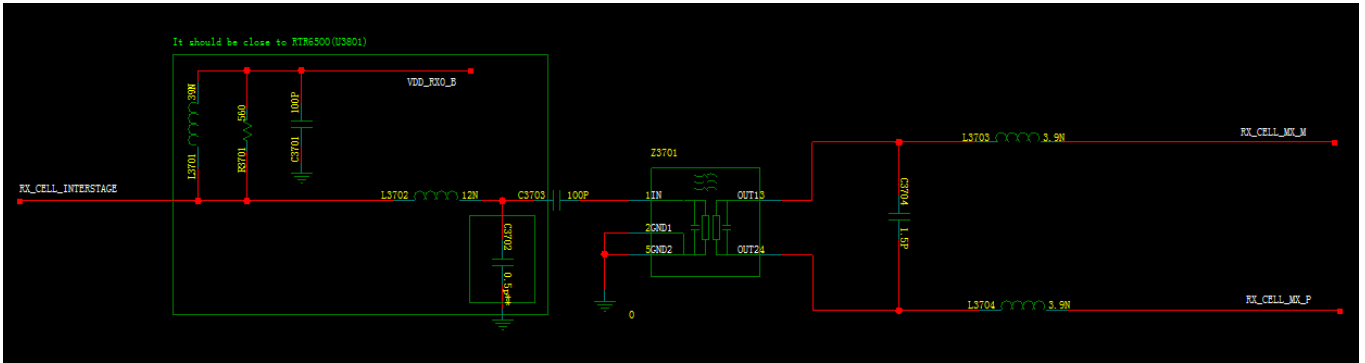 It should be close to RTR6500(U3801)
VDD_RX0_B
39N
L3701
560
R3701
100P
C3701
RX_CELL_INTERSTAGE
L3702 12N
C3703 100P
C3702
0.5p**
Z3701
1IN
2GND1
5GND2
OUT13
OUT24
0
L3703 3.9N
RX_CELL_MX_M
C3704
1.5P
L3704 3.9N
RX_CELL_MX_P